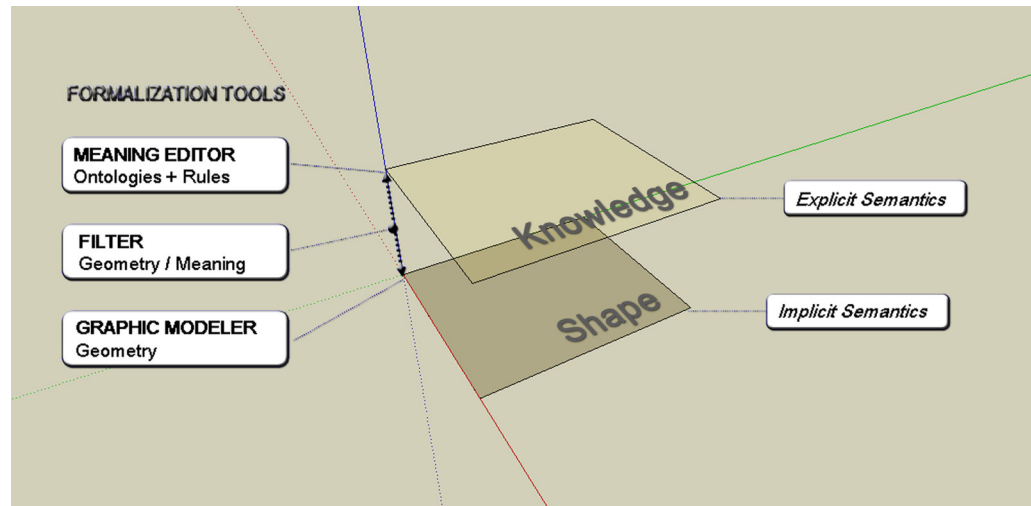 FORMALIZATION TOOLS
MEANING EDITOR
Ontologies + Rules
FILTER
Geometry / Meaning
GRAPHIC MODELER
Geometry
Knowledge
Shape
Explicit Semantics
Implicit Semantics